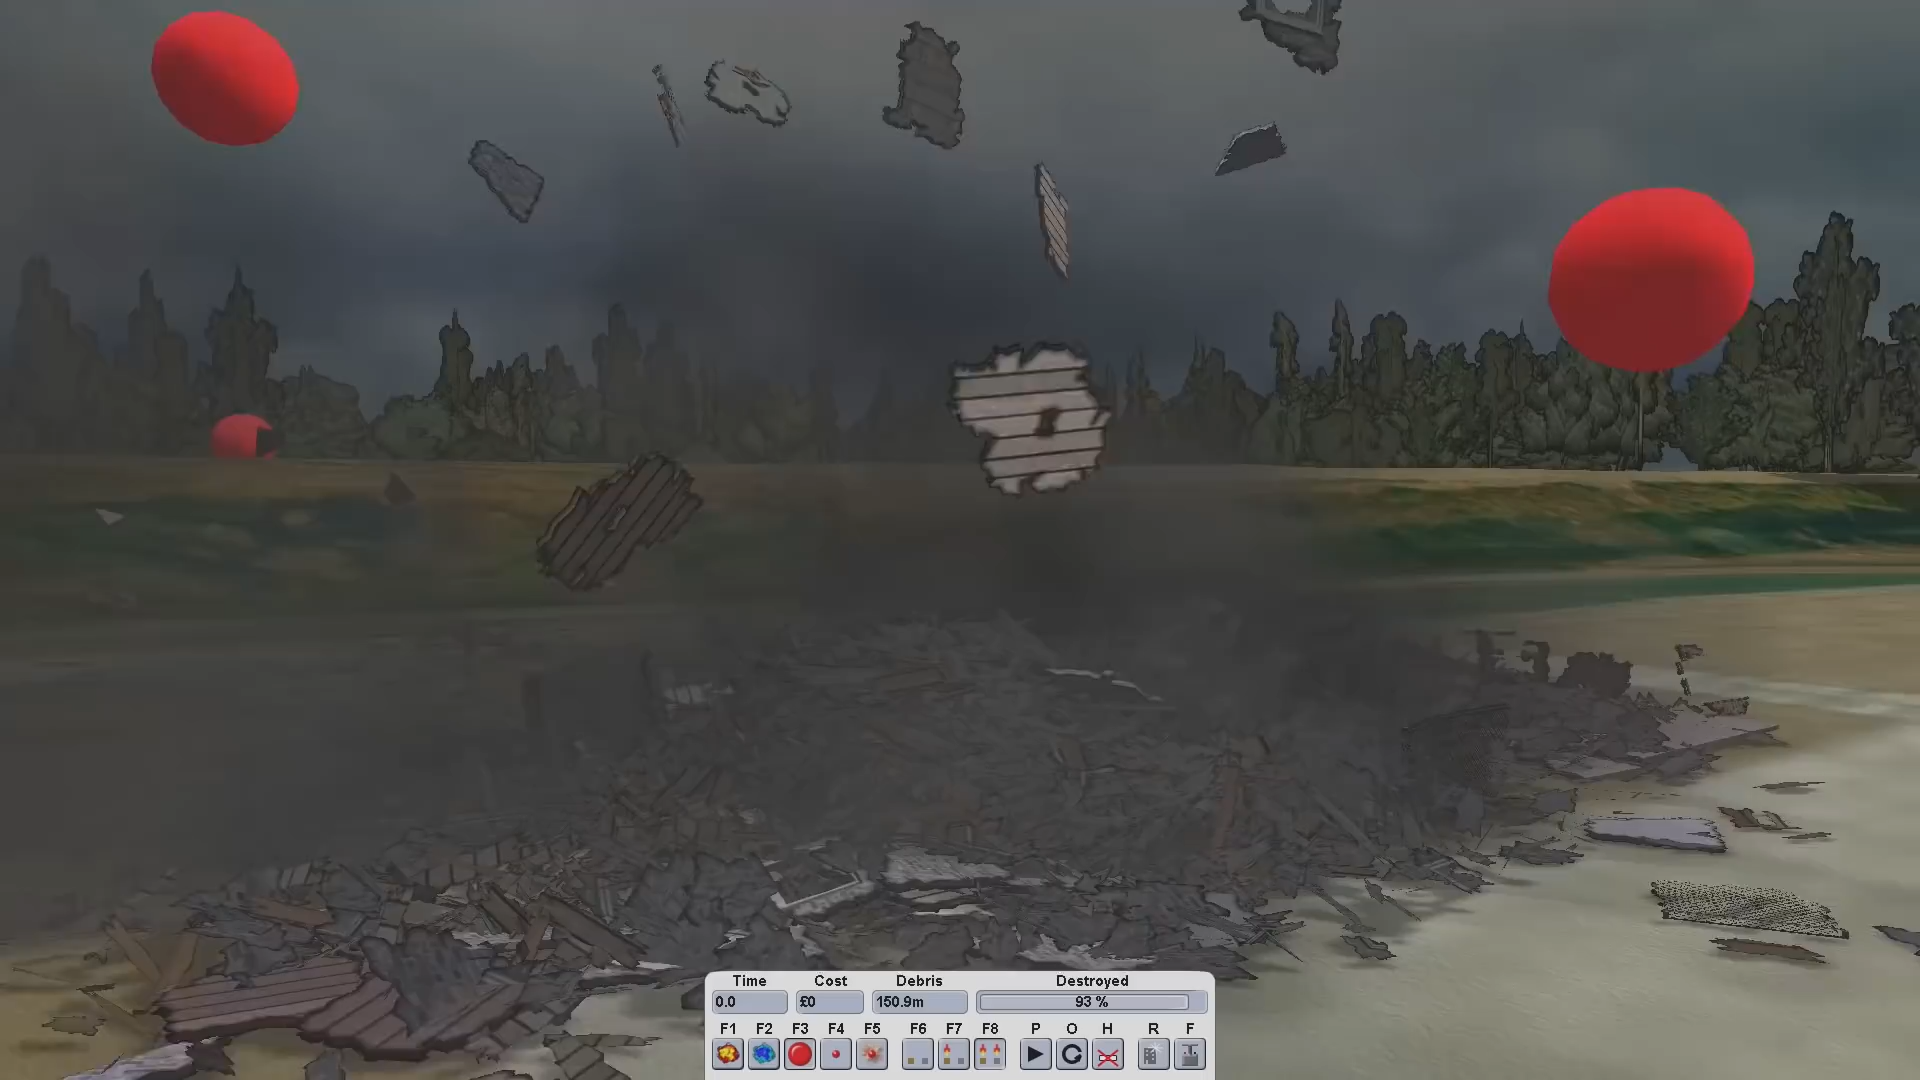 Time Cost Debris Destroyed
0.0 £0 150.9m 93 %
F1 F2 F3 F4 F5 F6 F7 F8 P O H R F